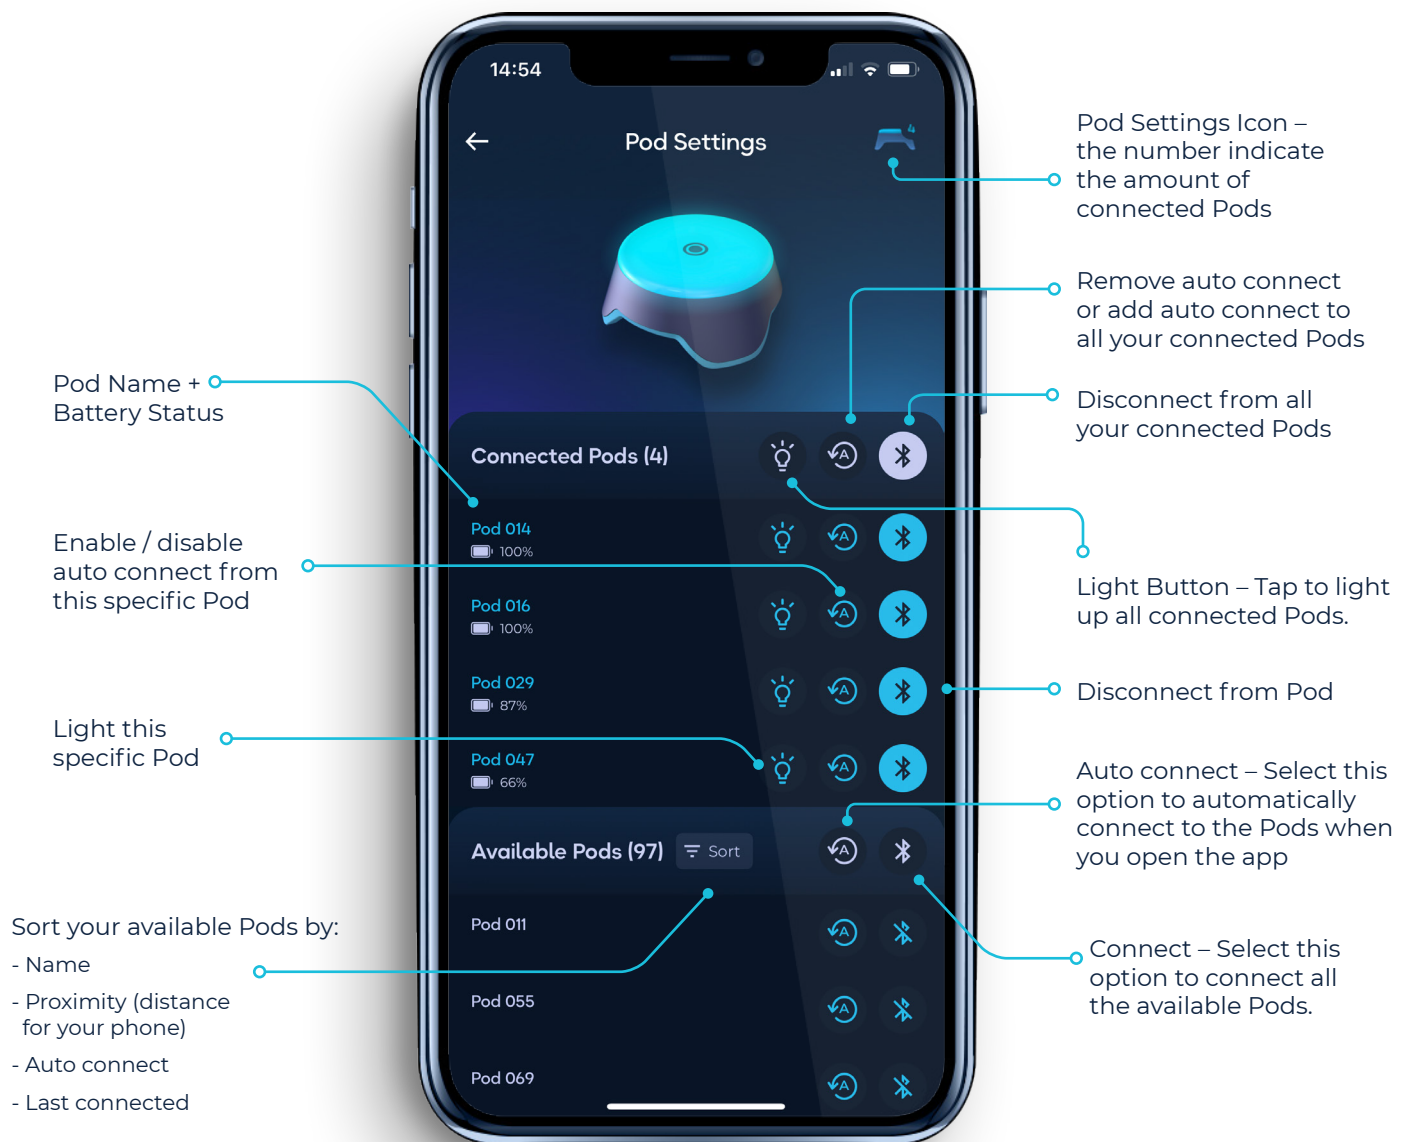 14:54
Pod Settings
4
Pod Settings Icon –
the number indicate
the amount of
connected Pods
Remove auto connect
or add auto connect to
all your connected Pods
Disconnect from all
your connected Pods
Pod Name +
Battery Status
Connected Pods (4)
A
Pod 014
100%
A
Enable / disable
auto connect from
this specific Pod
Light Button – Tap to light
up all connected Pods.
Pod 016
100%
A
Pod 029
87%
A
Disconnect from Pod
Light this
specific Pod
Pod 047
66%
A
Auto connect – Select this
option to automatically
connect to the Pods when
you open the app
Available Pods (97)
Sort
A
Sort your available Pods by:
- Name
- Proximity (distance
for your phone)
- Auto connect
- Last connected
Pod 011
A
Connect – Select this
option to connect all
the available Pods.
Pod 055
A
Pod 069
A